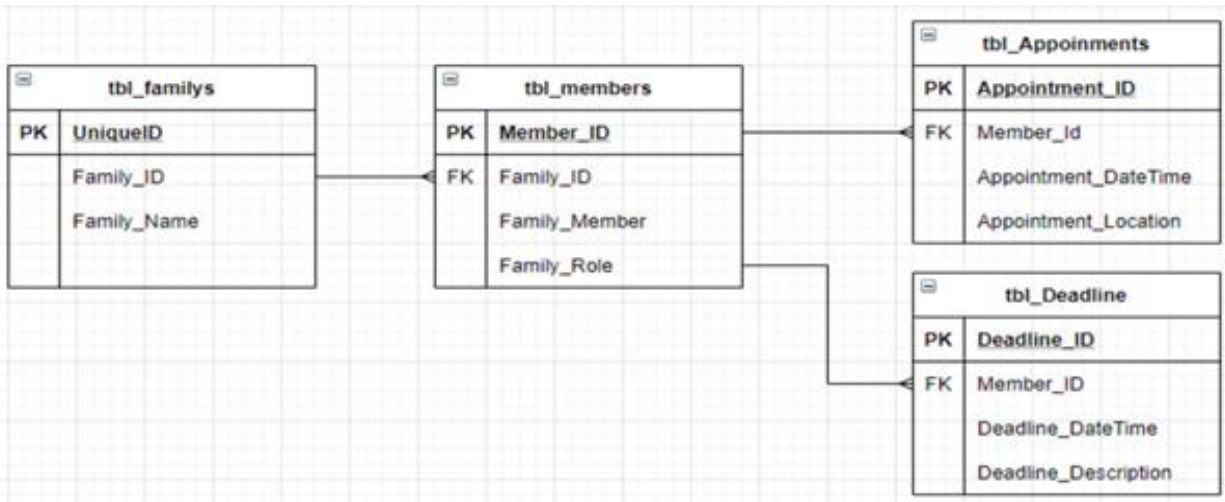 tbl_familys
PK UniqueID
Family_ID
Family_Name
tbl_members
PK Member_ID
FK Family_ID
Family_Member
Family_Role
tbl_Appoinments
PK Appointment_ID
FK Member_Id
Appointment_DateTime
Appointment_Location
tbl_Deadline
PK Deadline_ID
FK Member_ID
Deadline_DateTime
Deadline_Description